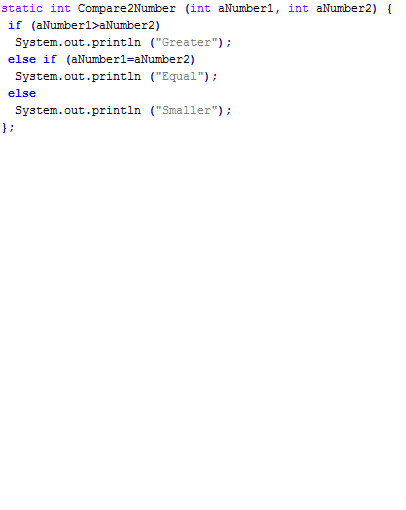 static int Compare2Number (int aNumber1, int aNumber2) {
if (aNumber1>aNumber2)
System.out.println ("Greater");
else if (aNumber1=aNumber2)
System.out.println ("Equal");
else
System.out.println ("Smaller");
};